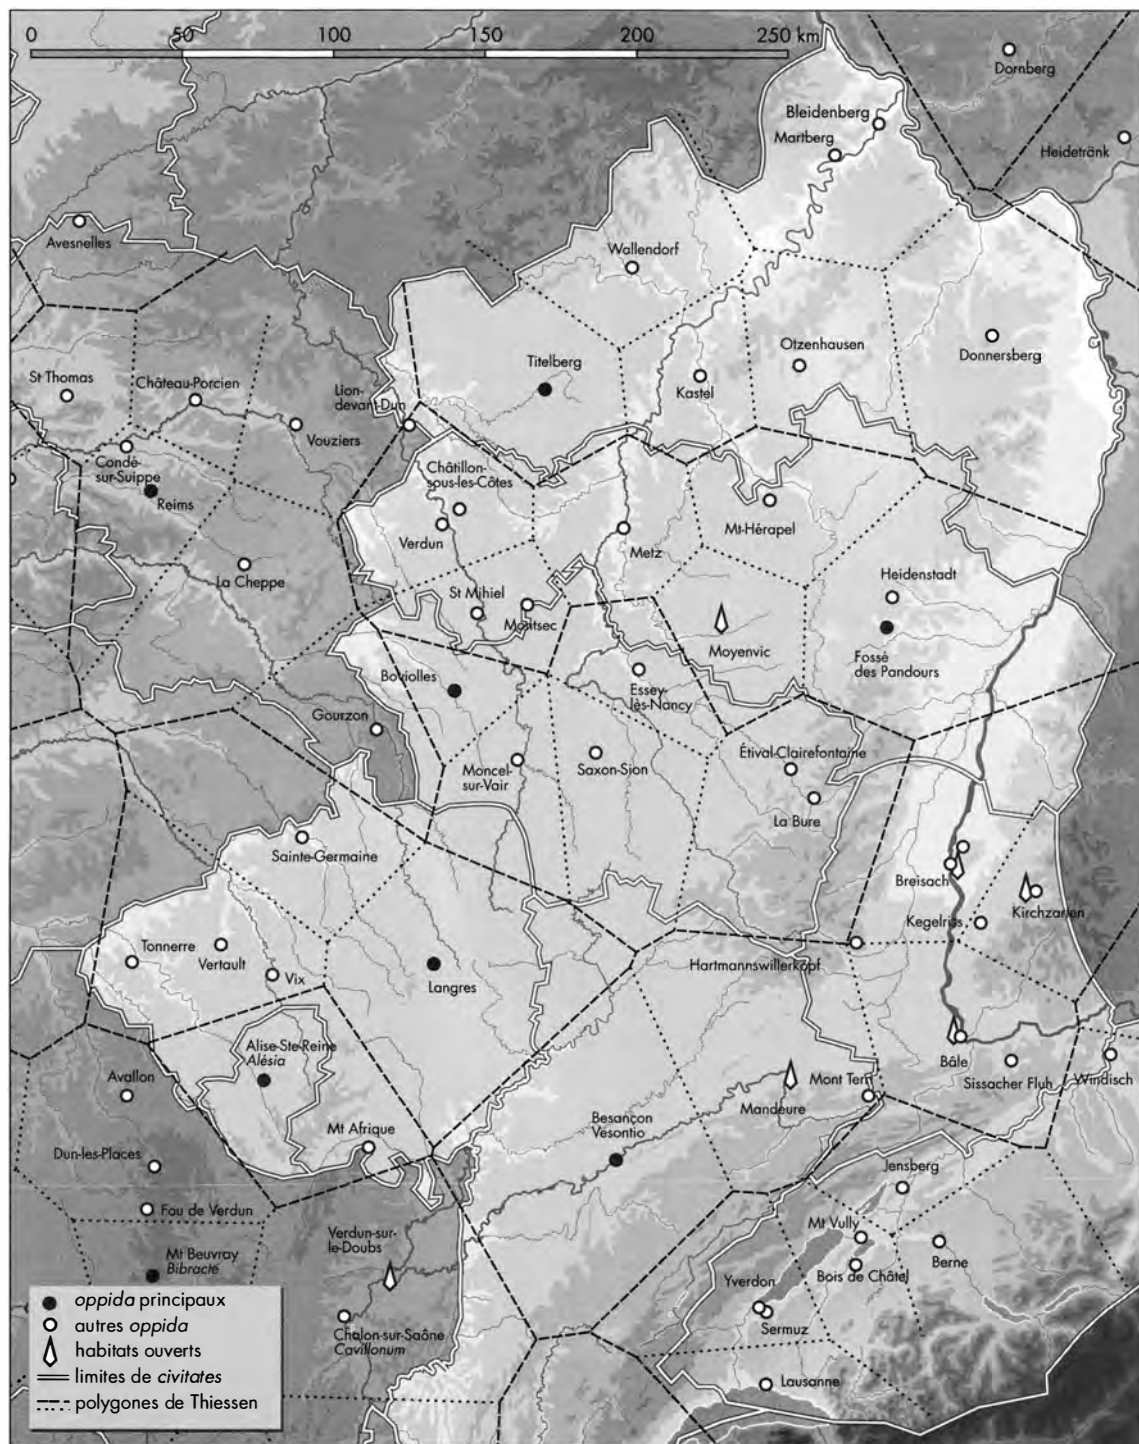 0 50 100 150 200 250 km
Dornberg
Bleidenberg
Martberg
Heidetränk
Avesnelles
Wallendorf
Titelberg
Otzenhausen
Donnersberg
Kastel
St Thomas
Château-Porcien
Lion-
devant-Dun
Vouziers
Condé-
sur-Suippe
Reims
Châtillon-
sous-les-Côtes
Verdun
Metz
Mt-Hérapel
La Cheppe
Heidenstadt
St Mihiel
Montsec
Moyenvic
Fossé
des Pandours
Boviolles
Essey-
lès-Nancy
Gourzon
Moncel-
sur-Vair
Saxon-Sion
Étival-Clairefontaine
La Bure
Sainte-Germaine
Breisach
Kirchzarten
Kegelriss
Tonnerre
Vertault
Vix
Langres
Hartmannswillerkopf
Alise-Ste-Reine
Alésia
Bâle
Sissacher Fluh
Windisch
Avallon
Mont Terri
Mandeure
Besançon
Vesontio
Mt Afrique
Dun-les-Places
Jensberg
Fou de Verdun
Mt Vully
Verdun-sur-
le-Doubs
Berne
Mt Beuvray
Bibracte
Bois de Châtel
Yverdon
Sermuz
Chalon-sur-Saône
Cavillonum
Lausanne
oppida principaux
autres oppida
habitats ouverts
limites de civitates
polygones de Thiessen